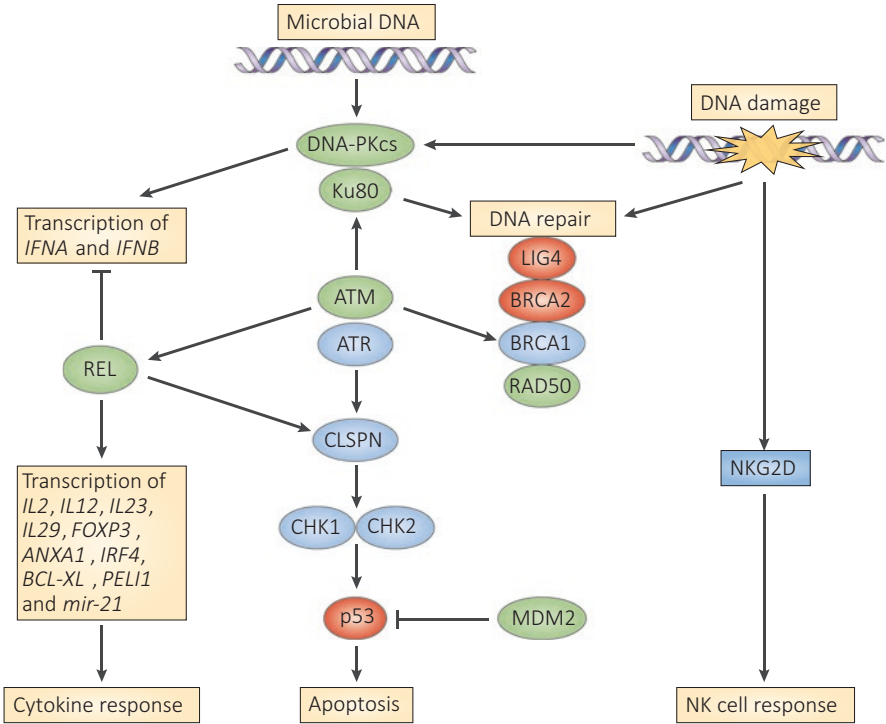 Microbial DNA
DNA damage
DNA-PKcs
Ku80
Transcription of
IFNA and IFNB
DNA repair
LIG4
BRCA2
BRCA1
RAD50
ATM
ATR
REL
CLSPN
NKG2D
Transcription of
IL2, IL12, IL23,
IL29, FOXP3 ,
ANXA1 , IRF4,
BCL-XL , PELI1
and mir-21
CHK1
CHK2
p53
MDM2
Cytokine response
Apoptosis
NK cell response